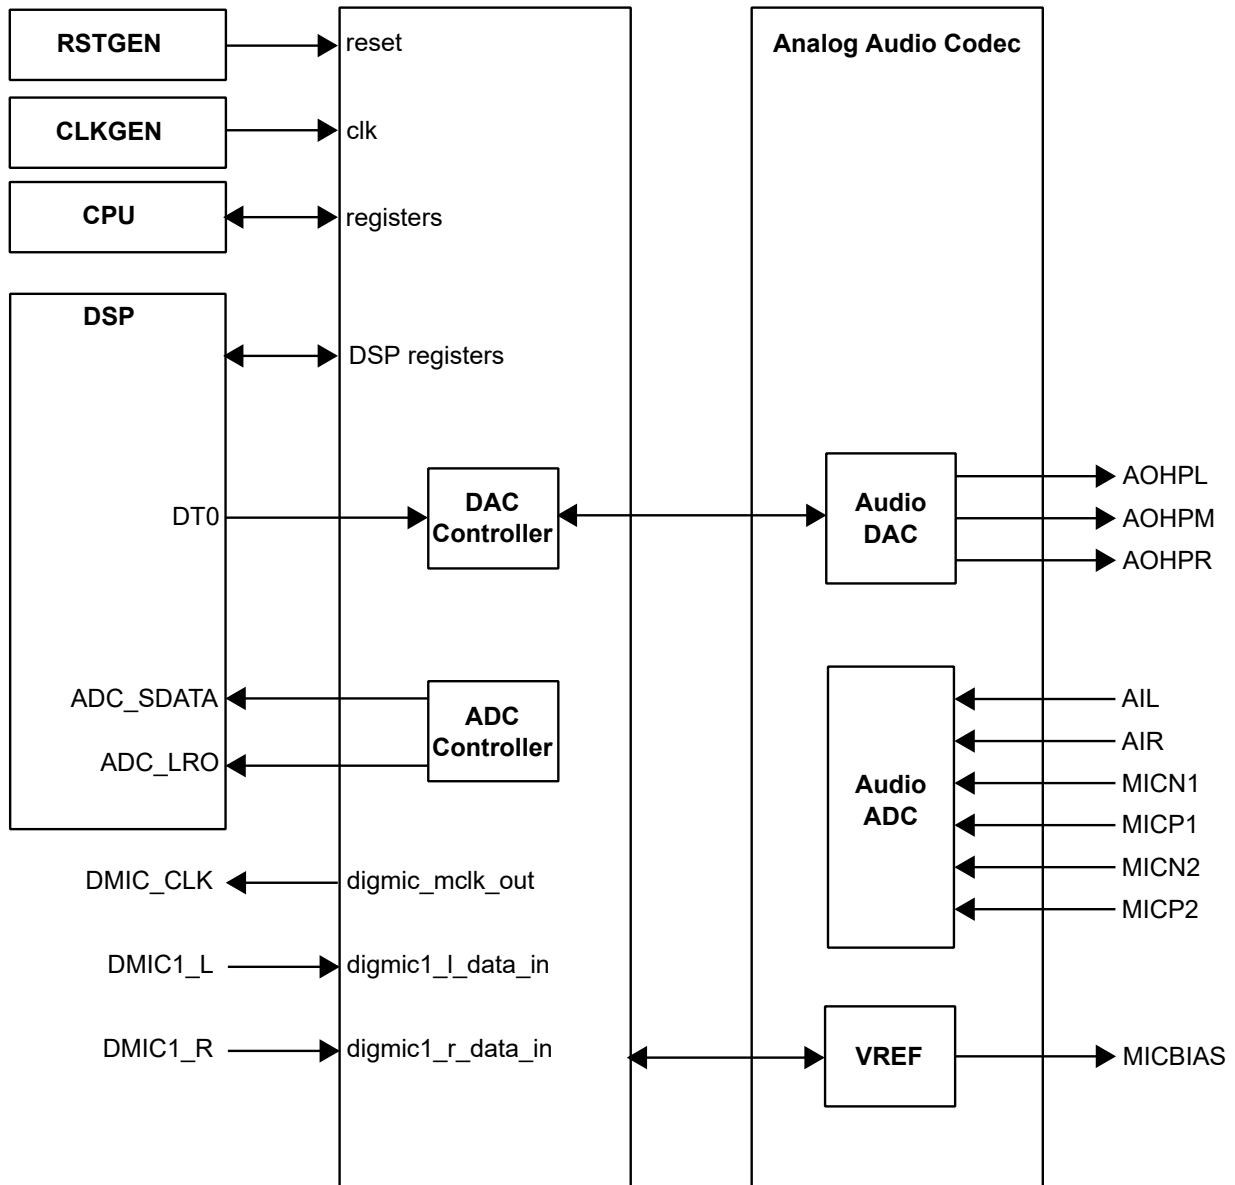 RSTGEN
reset
Analog Audio Codec
CLKGEN
clk
CPU
registers
DSP
DSP registers
DT0
DAC
Controller
Audio
DAC
AOHPL
AOHPM
AOHPR
ADC_SDATA
ADC_LRO
ADC
Controller
Audio
ADC
AIL
AIR
MICN1
MICP1
MICN2
MICP2
DMIC_CLK
digmic_mclk_out
DMIC1_L
digmic1_l_data_in
DMIC1_R
digmic1_r_data_in
VREF
MICBIAS